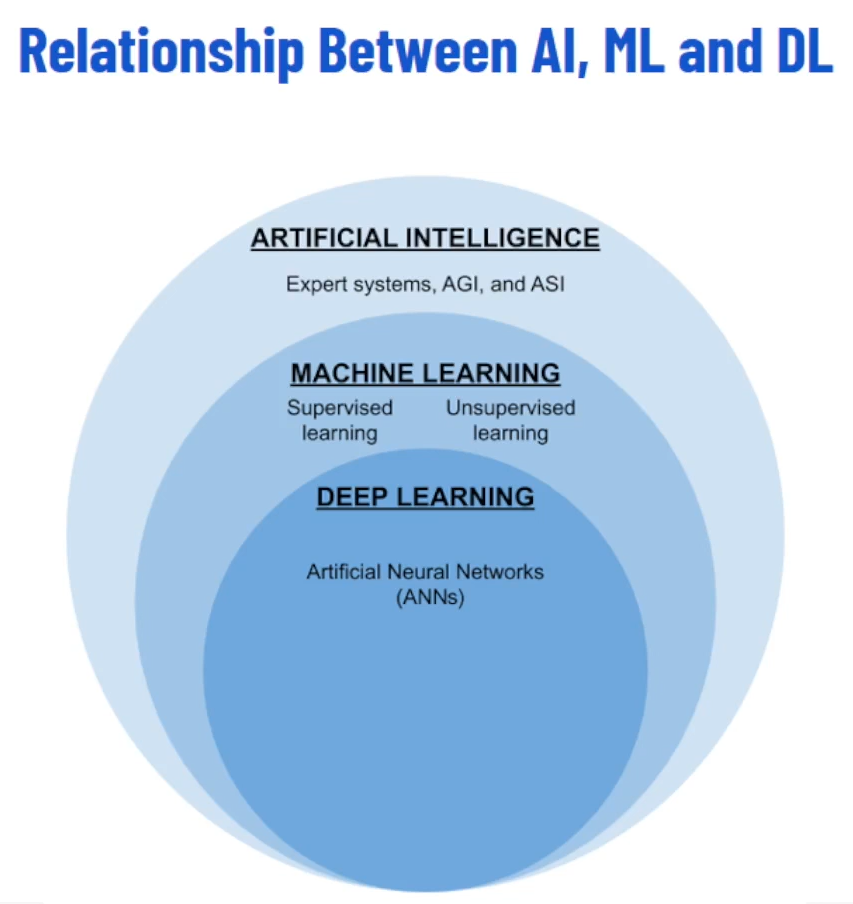 Relationship Between AI, ML and DL
ARTIFICIAL INTELLIGENCE
Expert systems, AGI, and ASI
MACHINE LEARNING
Supervised
learning
Unsupervised
learning
DEEP LEARNING
Artificial Neural Networks
(ANNs)